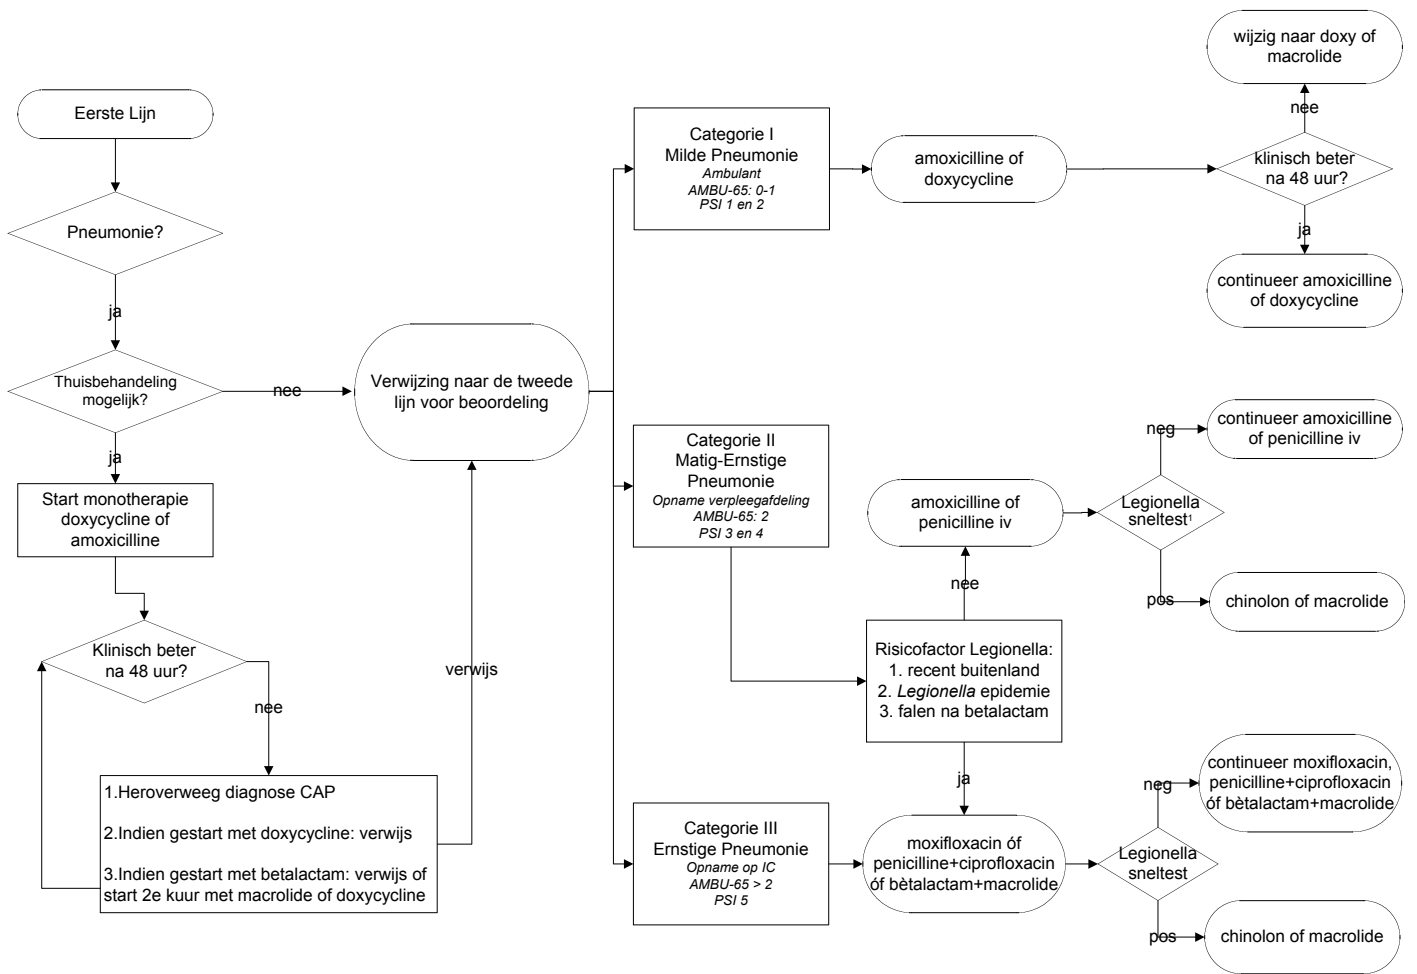 Eerste Lijn
Pneumonie?
ja
Thuisbehandeling
mogelijk?
nee
ja
Start monotherapie
doxycycline of
amoxicilline
Klinisch beter
na 48 uur?
nee
1.Heroverweeg diagnose CAP
2.Indien gestart met doxycycline: verwijs
3.Indien gestart met betalactam: verwijs of
start 2e kuur met macrolide of doxycycline
verwijs
Verwijzing naar de tweede
lijn voor beoordeling
Categorie I
Milde Pneumonie
Ambulant
AMBU-65: 0-1
PSI 1 en 2
amoxicilline of
doxycycline
klinisch beter
na 48 uur?
nee
wijzig naar doxy of
macrolide
ja
continueer amoxicilline
of doxycycline
Categorie II
Matig-Ernstige
Pneumonie
Opname verpleegafdeling
AMBU-65: 2
PSI 3 en 4
Risicofactor Legionella:
1. recent buitenland
2. Legionella epidemie
3. falen na betalactam
nee
amoxicilline of
penicilline iv
Legionella
sneltest¹
neg
continueer amoxicilline
of penicilline iv
pos
chinolon of macrolide
ja
Categorie III
Ernstige Pneumonie
Opname op IC
AMBU-65 > 2
PSI 5
moxifloxacin óf
penicilline+ciprofloxacin
óf bètalactam+macrolide
Legionella
sneltest
neg
continueer moxifloxacin,
penicilline+ciprofloxacin
óf bètalactam+macrolide
pos
chinolon of macrolide